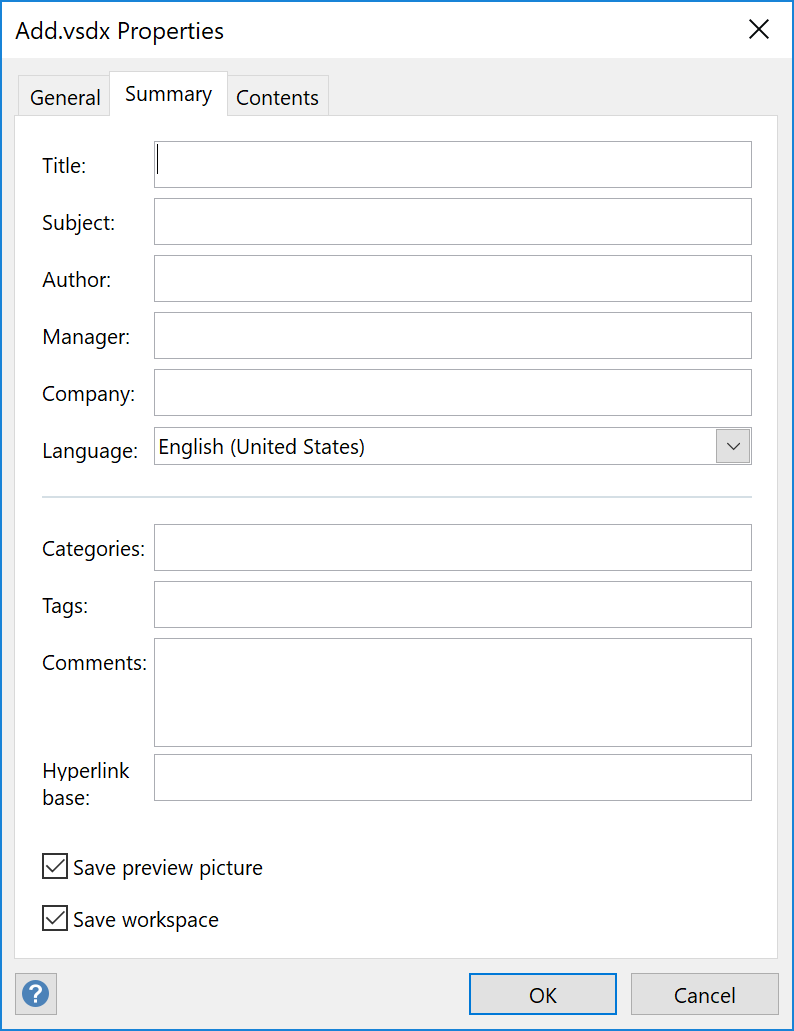 Add.vsdx Properties
General Summary Contents
Title:
Subject:
Author:
Manager:
Company:
Language: English (United States)
Categories:
Tags:
Comments:
Hyperlink
base:
Save preview picture
Save workspace
? OK Cancel